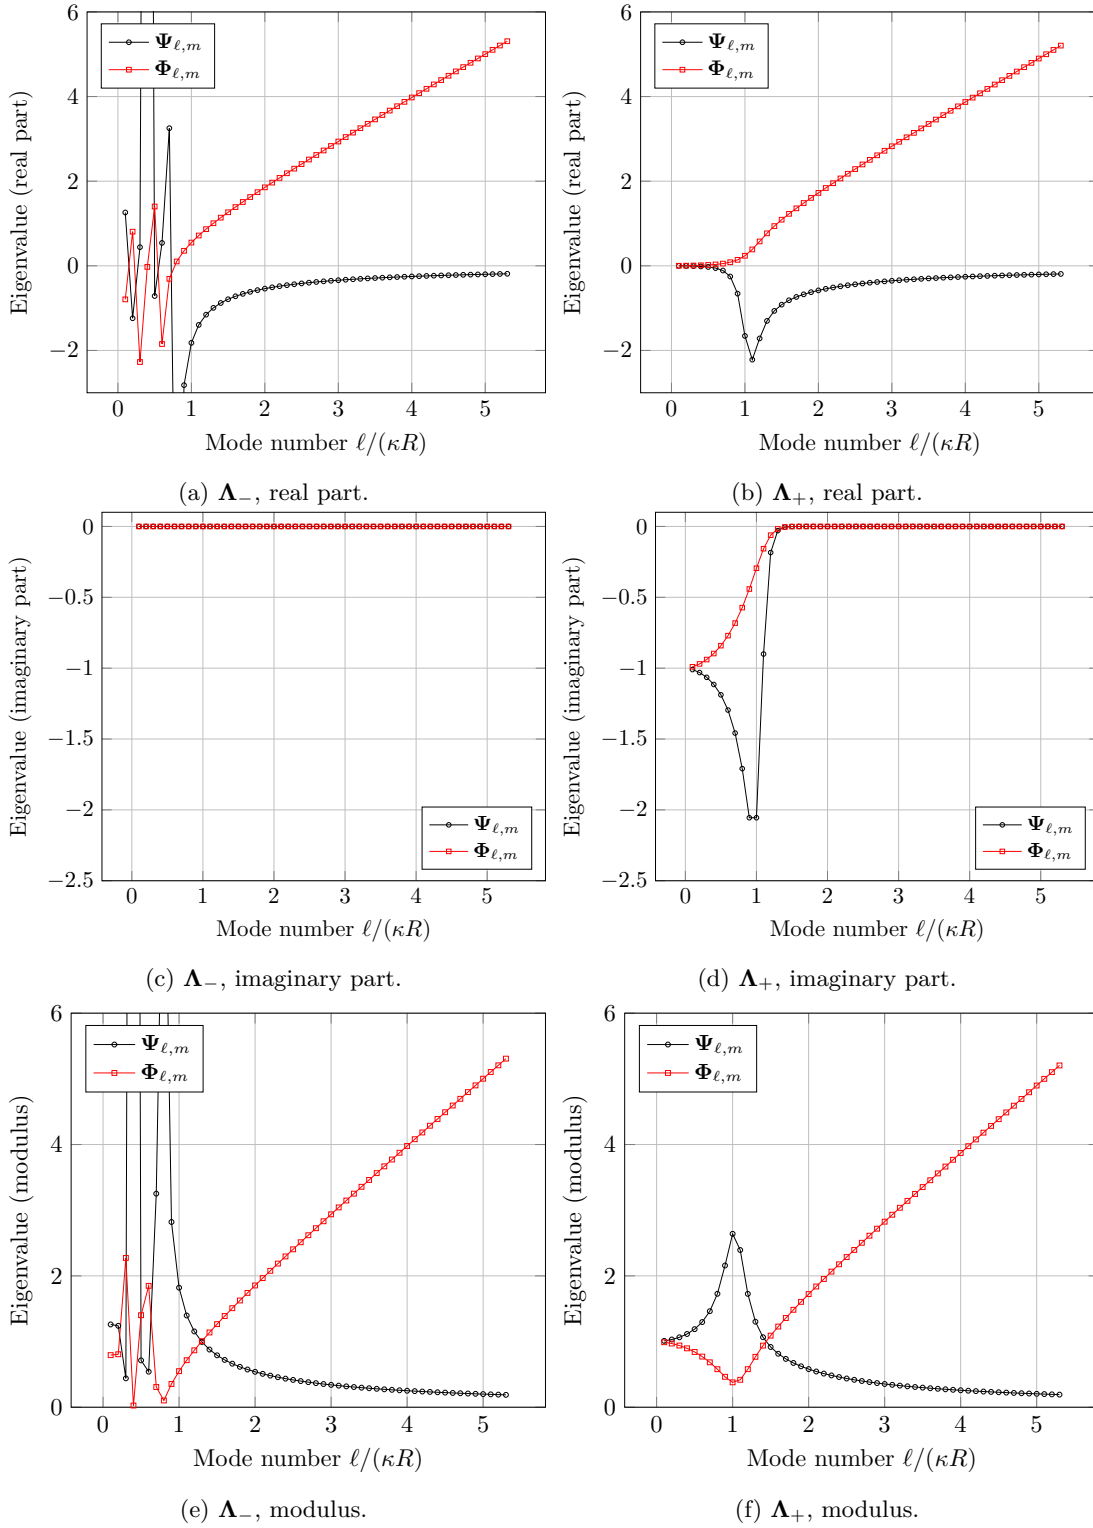 6
4
2
0
−2
0
1
2
3
4
5
Mode number ℓ/(κR)
Eigenvalue (real part)
Ψℓ,m
Φℓ,m
(a) Λ−, real part.
6
4
2
0
−2
0
1
2
3
4
5
Mode number ℓ/(κR)
Eigenvalue (real part)
Ψℓ,m
Φℓ,m
(b) Λ+, real part.
0
−0.5
−1
−1.5
−2
−2.5
0
1
2
3
4
5
Mode number ℓ/(κR)
Eigenvalue (imaginary part)
Ψℓ,m
Φℓ,m
(c) Λ−, imaginary part.
0
−0.5
−1
−1.5
−2
−2.5
0
1
2
3
4
5
Mode number ℓ/(κR)
Eigenvalue (imaginary part)
Ψℓ,m
Φℓ,m
(d) Λ+, imaginary part.
6
4
2
0
0
1
2
3
4
5
Mode number ℓ/(κR)
Eigenvalue (modulus)
Ψℓ,m
Φℓ,m
(e) Λ−, modulus.
6
4
2
0
0
1
2
3
4
5
Mode number ℓ/(κR)
Eigenvalue (modulus)
Ψℓ,m
Φℓ,m
(f) Λ+, modulus.